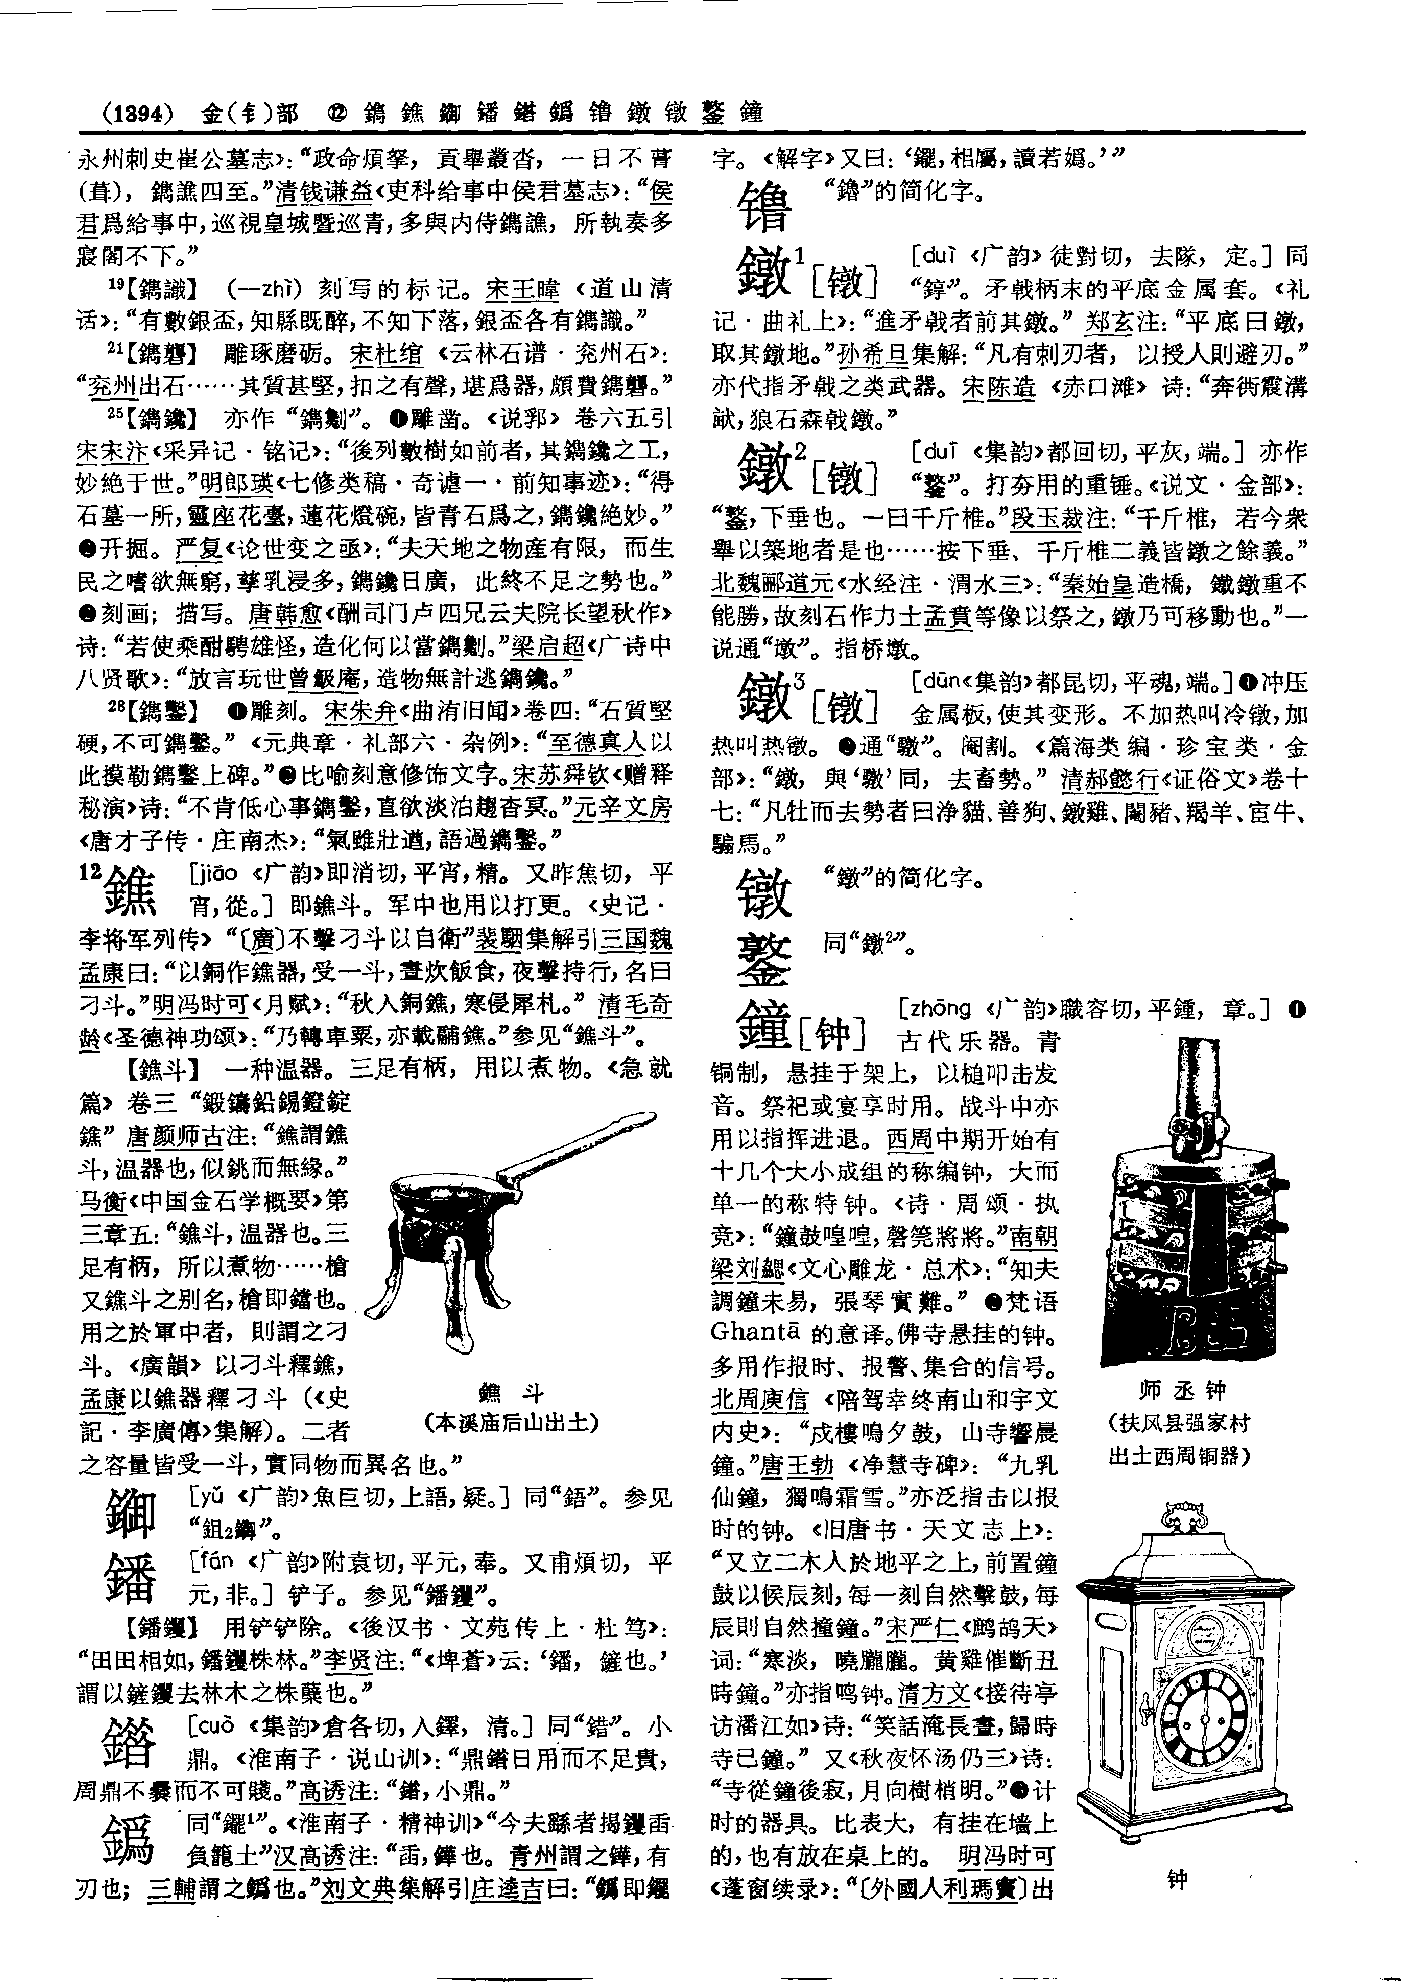 (1394) 金(钅)部 ⑫ 鐫 鐎 鐗 鐇 鐯 鐹 镥 鐓 镦 鐜 鐘
永州刺史崔公墓志》：“政命煩拏，貢舉叢沓，一日不葺
(葺)，鐫譙四至。”清钱谦益《吏科给事中侯君墓志》：“侯
君爲給事中，巡視皇城暨巡青，多與内侍鐫譙，所執奏多
寢閣不下。”
19【鐫識】 (—zhì) 刻写的标记。宋王暐《道山清
话》：“有數銀盃，知縣既醉，不知下落，銀盃各有鐫識。”
21【鐫礱】 雕琢磨砺。宋杜绾《云林石谱·兖州石》：
“兖州出石……其質甚堅，扣之有聲，堪爲器，頗費鐫礱。”
25【鐫鑱】 亦作“鐫劖”。❶雕凿。《说郛》卷六五引
宋宋汴《采异记·铭记》：“後列數樹如前者，其鐫鑱之工，
妙絶于世。”明郎瑛《七修类稿·奇谑一·前知事迹》：“得
石墓一所，靈座花臺，蓮花燈碗，皆青石爲之，鐫鑱絶妙。”
❷开掘。严复《论世变之亟》：“夫天地之物産有限，而生
民之嗜欲無窮，孳乳浸多，鐫鑱日廣，此終不足之勢也。”
❸刻画；描写。唐韩愈《酬司门卢四兄云夫院长望秋作》
诗：“若使乘酣騁雄怪，造化何以當鐫劖。”梁启超《广诗中
八贤歌》：“放言玩世曾觙庵，造物無計逃鐫鑱。”
28【鐫鑿】 ❶雕刻。宋朱弁《曲洧旧闻》卷四：“石質堅
硬，不可鐫鑿。”《元典章·礼部六·杂例》：“至德真人以
此摸勒鐫鑿上碑。”❷比喻刻意修饰文字。宋苏舜钦《赠释
秘演》诗：“不肯低心事鐫鑿，直欲淡泊趨杳冥。”元辛文房
《唐才子传·庄南杰》：“氣雖壯遒，語過鐫鑿。”
12鐎 [jiāo《广韵》即消切，平宵，精。又昨焦切，平
宵，從。] 即鐎斗。军中也用以打更。《史记·
李将军列传》“〔廣〕不擊刁斗以自衛”裴駰集解引三国魏
孟康曰：“以銅作鐎器，受一斗，晝炊飯食，夜擊持行，名曰
刁斗。”明冯时可《月赋》：“秋入銅鐎，寒侵犀札。”清毛奇
龄《圣德神功颂》：“乃轉車粟，亦載鬴鐎。”参见“鐎斗”。
【鐎斗】 一种温器。三足有柄，用以煮物。《急就
篇》卷三“鍛鑄鉛錫鐙錠
鐎”唐颜师古注：“鐎謂鐎
斗，温器也，似銚而無緣。”
马衡《中国金石学概要》第
三章五：“鐎斗，温器也。三
足有柄，所以煮物……槍
又鐎斗之别名，槍即鐺也。
用之於軍中者，則謂之刁
斗。《廣韻》以刁斗釋鐎，
孟康以鐎器釋刁斗（《史
記·李廣傳》集解）。二者
之容量皆受一斗，實同物而異名也。”
鐎 斗
(本溪庙后山出土)
[yǔ《广韵》魚巨切，上語，疑。] 同“鋙”。参见
鐇 [fán《广韵》附袁切，平元，奉。又甫煩切，平
元，非。] 铲子。参见“鐇钁”。
【鐇钁】 用铲铲除。《後汉书·文苑传上·杜笃》：
“田田相如，鐇钁株林。”李贤注：“《埤蒼》云：‘鐇，鏟也。’
謂以鏟钁去林木之株蘖也。”
[cuò《集韵》倉各切，入鐸，清。] 同“錯”。小
鼎。《淮南子·说山训》：“鼎錯日用而不足貴，
周鼎不爨而不可賤。”高诱注：“錯，小鼎。”
鐹 同“鑺¹”。《淮南子·精神训》“今夫繇者揭钁臿
負籠土”汉高诱注：“臿，鏵也。青州謂之鏵，有
刃也；三輔謂之鐹也。”刘文典集解引庄逵吉曰：“鐹即鑺
字。《解字》又曰：‘鑺，相屬，讀若嬀。’”
镥 “鑥”的简化字。
鐓¹[镦] [duì《广韵》徒對切，去隊，定。] 同
“錞”。矛戟柄末的平底金属套。《礼
记·曲礼上》：“進矛戟者前其鐓。”郑玄注：“平底曰鐓，
取其鐓地。”孙希旦集解：“凡有刺刃者，以授人則避刃。”
亦代指矛戟之类武器。宋陈造《赤口滩》诗：“奔衝震溝
猷，狼石森戟鐓。”
鐓²[镦] [duī《集韵》都回切，平灰，端。] 亦作
“鐜”。打夯用的重锤。《说文·金部》：
“鐜，下垂也。一曰千斤椎。”段玉裁注：“千斤椎，若今衆
舉以築地者是也……按下垂、千斤椎二義皆鐓之餘義。”
北魏郦道元《水经注·渭水三》：“秦始皇造橋，鐵鐓重不
能勝，故刻石作力士孟賁等像以祭之，鐓乃可移動也。”一
说通“墩”。指桥墩。
鐓³[镦] [dūn《集韵》都昆切，平魂，端。]❶冲压
金属板，使其变形。不加热叫冷镦，加
热叫热镦。❷通“驐”。阉割。《篇海类编·珍宝类·金
部》：“鐓，與‘驐’同，去畜勢。”清郝懿行《证俗文》卷十
七：“凡牡而去勢者曰净貓、善狗、鐓雞、閹豬、羯羊、宦牛、
騸馬。”
镦 “鐓”的简化字。
鐜 同“鐓²”。
鐘[钟] [zhōng《广韵》職容切，平鍾，章。] ❶
古代乐器。青
铜制，悬挂于架上，以槌叩击发
音。祭祀或宴享时用。战斗中亦
用以指挥进退。西周中期开始有
十几个大小成组的称编钟，大而
单一的称特钟。《诗·周颂·执
竞》：“鐘鼓喤喤，磬筦將將。”南朝
梁刘勰《文心雕龙·总术》：“知夫
調鐘未易，張琴實難。”❷梵语
Ghantā 的意译。佛寺悬挂的钟。
多用作报时、报警、集合的信号。
北周庾信《陪驾幸终南山和宇文
内史》：“戍樓鳴夕鼓，山寺響晨
鐘。”唐王勃《净慧寺碑》：“九乳
仙鐘，獨鳴霜雪。”亦泛指击以报
时的钟。《旧唐书·天文志上》：
“又立二木人於地平之上，前置鐘
鼓以候辰刻，每一刻自然擊鼓，每
辰則自然撞鐘。”宋严仁《鹧鸪天》
词：“寒淡，曉朧朧。黄雞催斷丑
時鐘。”亦指鸣钟。清方文《接待亭
访潘江如》诗：“笑話淹長晝，歸時
寺已鐘。”又《秋夜怀汤仍三》诗：
“寺從鐘後寂，月向樹梢明。”❸计
时的器具。比表大，有挂在墙上
的，也有放在桌上的。明冯时可
《蓬窗续录》：“〔外國人利瑪竇〕出
师丞钟
(扶风县强家村
出土西周铜器)
钟